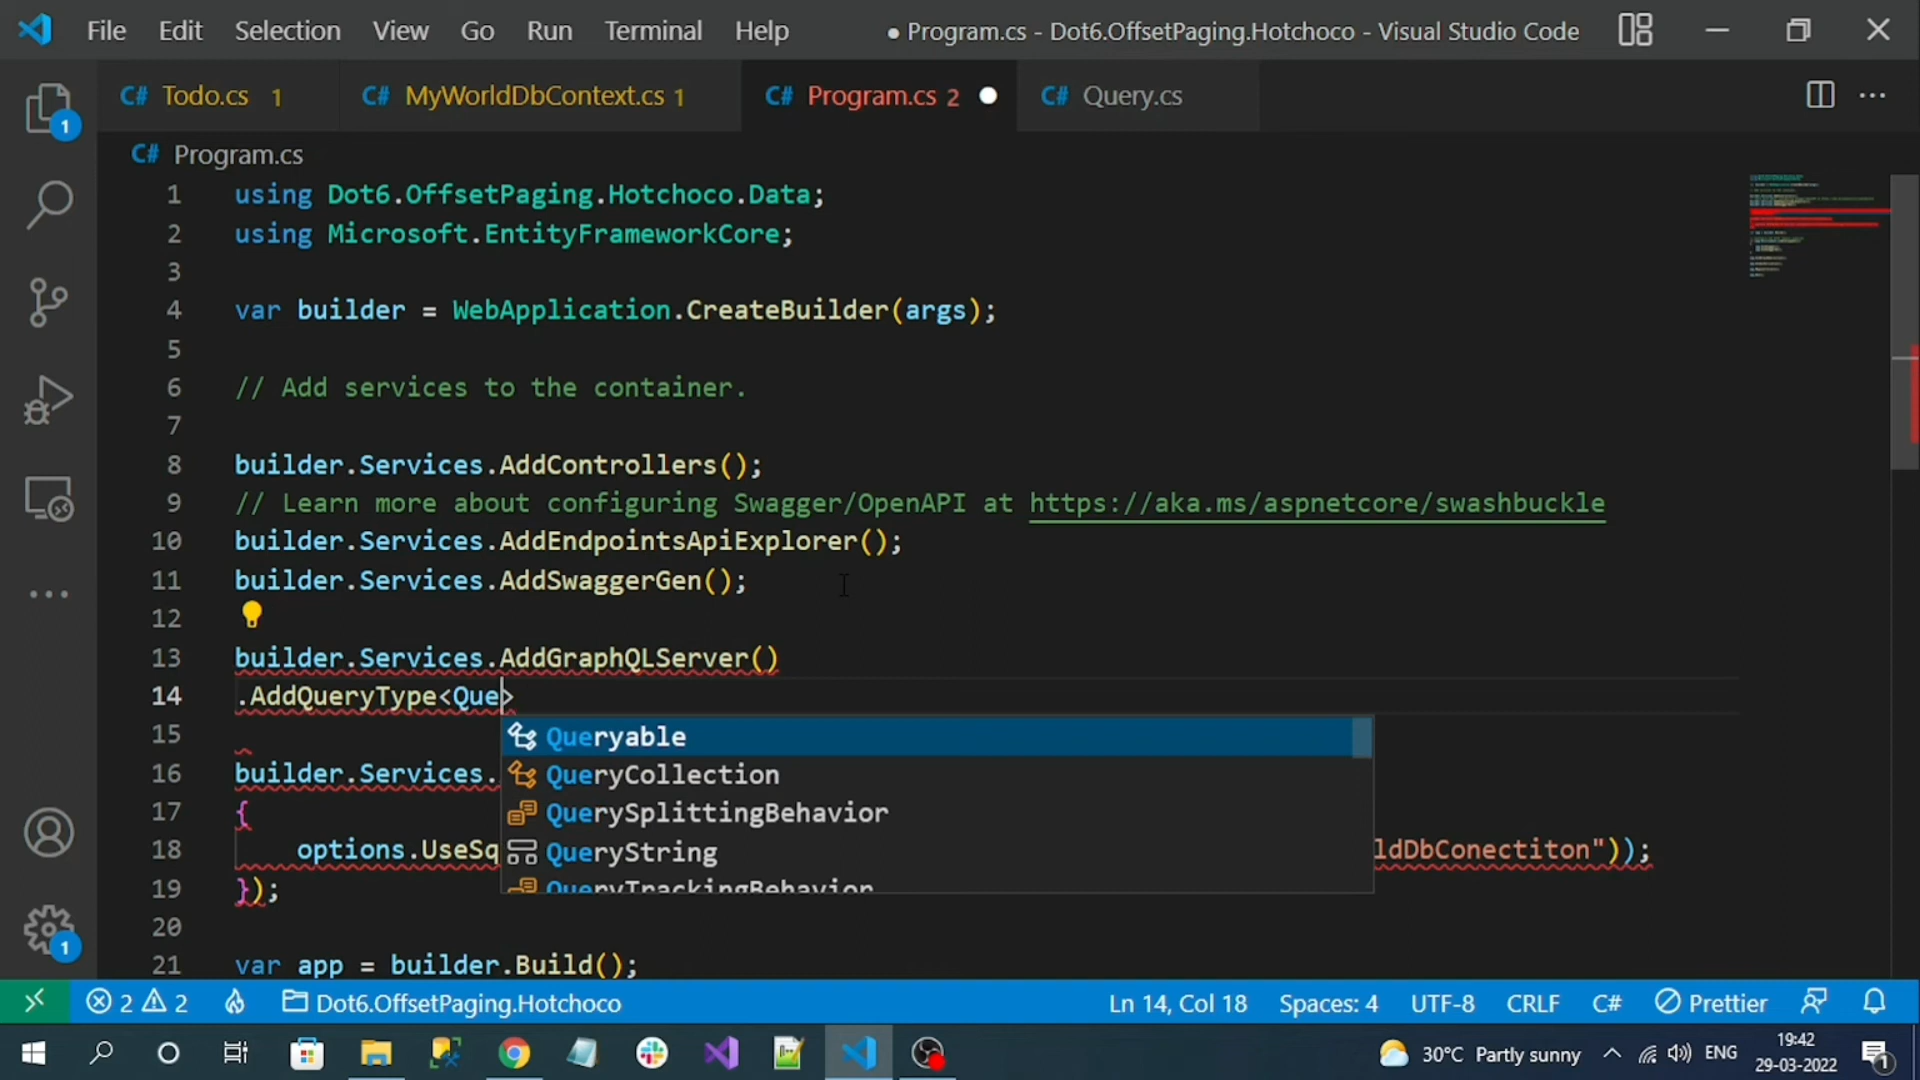 File Edit Selection View Go Run Terminal Help ● Program.cs - Dot6.OffsetPaging.Hotchoco - Visual Studio Code
C# Todo.cs 1 C# MyWorldDbContext.cs 1 C# Program.cs 2 ● C# Query.cs
C# Program.cs
1 using Dot6.OffsetPaging.Hotchoco.Data;
2 using Microsoft.EntityFrameworkCore;
3
4 var builder = WebApplication.CreateBuilder(args);
5
6 // Add services to the container.
7
8 builder.Services.AddControllers();
9 // Learn more about configuring Swagger/OpenAPI at https://aka.ms/aspnetcore/swashbuckle
10 builder.Services.AddEndpointsApiExplorer();
11 builder.Services.AddSwaggerGen();
12
13 builder.Services.AddGraphQLServer()
14 .AddQueryType<Que>
15 Queryable
16 builder.Services. QueryCollection
17 { QuerySplittingBehavior
18 options.UseSq QueryString ldDbConectiton"));
19 }); QueryTrackingBehavior
20
21 var app = builder.Build();
1
1
2 2 Dot6.OffsetPaging.Hotchoco Ln 14, Col 18 Spaces: 4 UTF-8 CRLF C# Prettier
30°C Partly sunny ENG 19:42
29-03-2022 1